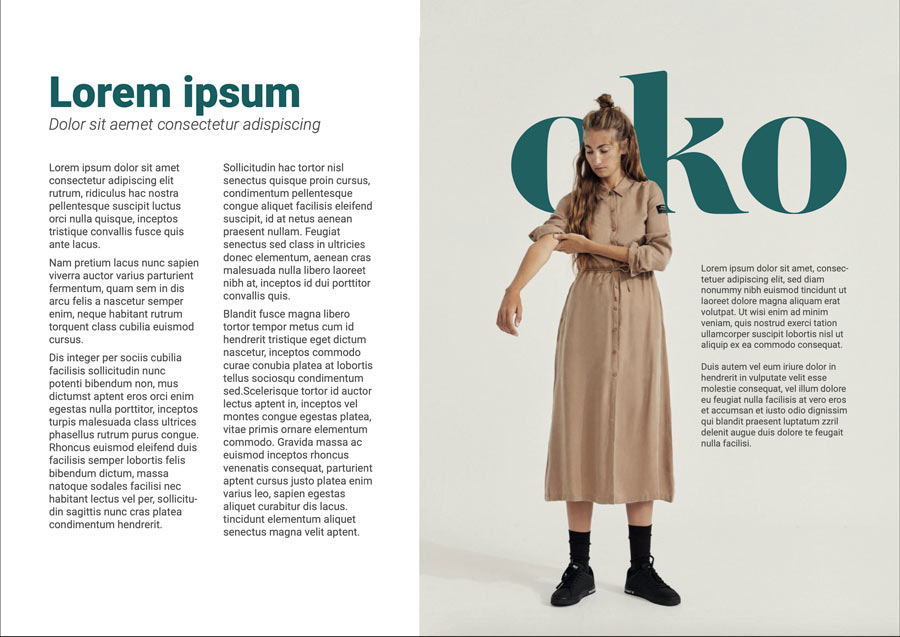 Lorem ipsum
Dolor sit aemet consectetur adispiscing
Lorem ipsum dolor sit amet
consectetur adipiscing elit
rutrum, ridiculus hac nostra
pellentesque suscipit luctus
orci nulla quisque, inceptos
tristique convallis fusce quis
ante lacus.
Nam pretium lacus nunc sapien
viverra auctor varius parturient
fermentum, quam sem in dis
arcu felis a nascetur semper
enim, neque habitant rutrum
torquent class cubilia euismod
cursus.
Dis integer per sociis cubilia
facilisis sollicitudin nunc
potenti bibendum non, mus
dictumst aptent eros orci enim
egestas nulla porttitor, inceptos
turpis malesuada class ultrices
phasellus rutrum purus congue.
Rhoncus euismod eleifend duis
facilisis semper lobortis felis
bibendum dictum, massa
natoque sodales facilisi nec
habitant lectus vel per, sollicitu-
din sagittis nunc cras platea
condimentum hendrerit.
Sollicitudin hac tortor nisl
senectus quisque proin cursus,
condimentum pellentesque
congue aliquet facilisis eleifend
suscipit, id at netus aenean
praesent nullam. Feugiat
senectus sed class in ultricies
donec elementum, aenean cras
malesuada nulla libero laoreet
nibh at, inceptos id dui porttitor
convallis quis.
Blandit fusce magna libero
tortor tempor metus cum id
hendrerit tristique eget dictum
nascetur, inceptos commodo
curae conubia platea at lobortis
tellus sociosqu condimentum
sed.Scelerisque tortor id auctor
lectus aptent in, inceptos vel
montes congue egestas platea,
vitae primis ornare elementum
commodo. Gravida massa ac
euismod inceptos rhoncus
venenatis consequat, parturient
aptent cursus justo platea enim
varius leo, sapien egestas
aliquet curabitur dis lacus.
tincidunt elementum aliquet
senectus magna velit aptent.
oko
Lorem ipsum dolor sit amet, consec-
tetuer adipiscing elit, sed diam
nonummy nibh euismod tincidunt ut
laoreet dolore magna aliquam erat
volutpat. Ut wisi enim ad minim
veniam, quis nostrud exerci tation
ullamcorper suscipit lobortis nisl ut
aliquip ex ea commodo consequat.
Duis autem vel eum iriure dolor in
hendrerit in vulputate velit esse
molestie consequat, vel illum dolore
eu feugiat nulla facilisis at vero eros
et accumsan et iusto odio dignissim
qui blandit praesent luptatum zzril
delenit augue duis dolore te feugait
nulla facilisi.